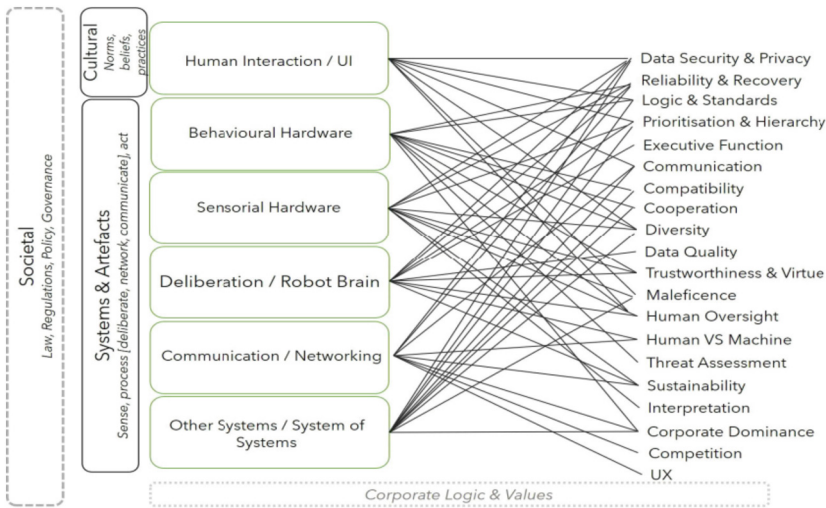 Societal
Law, Regulations, Policy, Governance
Cultural
Norms,
beliefs,
practices
Systems & Artefacts
Sense, process [deliberate, network, communicate], act
Human Interaction / UI
Behavioural Hardware
Sensorial Hardware
Deliberation / Robot Brain
Communication / Networking
Other Systems / System of
Systems
Data Security & Privacy
Reliability & Recovery
Logic & Standards
Prioritisation & Hierarchy
Executive Function
Communication
Compatibility
Cooperation
Diversity
Data Quality
Trustworthiness & Virtue
Maleficence
Human Oversight
Human VS Machine
Threat Assessment
Sustainability
Interpretation
Corporate Dominance
Competition
UX
Corporate Logic & Values